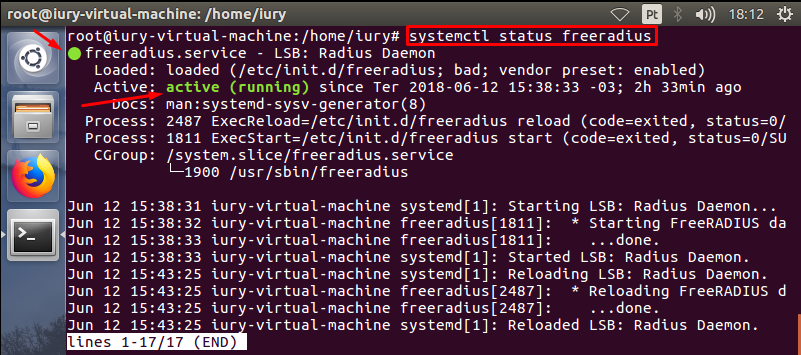 root@iury-virtual-machine: /home/iury
Pt
18:12
root@iury-virtual-machine:/home/iury# systemctl status freeradius
● freeradius.service - LSB: Radius Daemon
   Loaded: loaded (/etc/init.d/freeradius; bad; vendor preset: enabled)
   Active: active (running) since Ter 2018-06-12 15:38:33 -03; 2h 33min ago
     Docs: man:systemd-sysv-generator(8)
  Process: 2487 ExecReload=/etc/init.d/freeradius reload (code=exited, status=0/
  Process: 1811 ExecStart=/etc/init.d/freeradius start (code=exited, status=0/SU
   CGroup: /system.slice/freeradius.service
           └─1900 /usr/sbin/freeradius
Jun 12 15:38:31 iury-virtual-machine systemd[1]: Starting LSB: Radius Daemon...
Jun 12 15:38:32 iury-virtual-machine freeradius[1811]:  * Starting FreeRADIUS da
Jun 12 15:38:33 iury-virtual-machine freeradius[1811]:    ...done.
Jun 12 15:38:33 iury-virtual-machine systemd[1]: Started LSB: Radius Daemon.
Jun 12 15:43:25 iury-virtual-machine systemd[1]: Reloading LSB: Radius Daemon.
Jun 12 15:43:25 iury-virtual-machine freeradius[2487]:  * Reloading FreeRADIUS d
Jun 12 15:43:25 iury-virtual-machine freeradius[2487]:    ...done.
Jun 12 15:43:25 iury-virtual-machine systemd[1]: Reloaded LSB: Radius Daemon.
lines 1-17/17 (END)